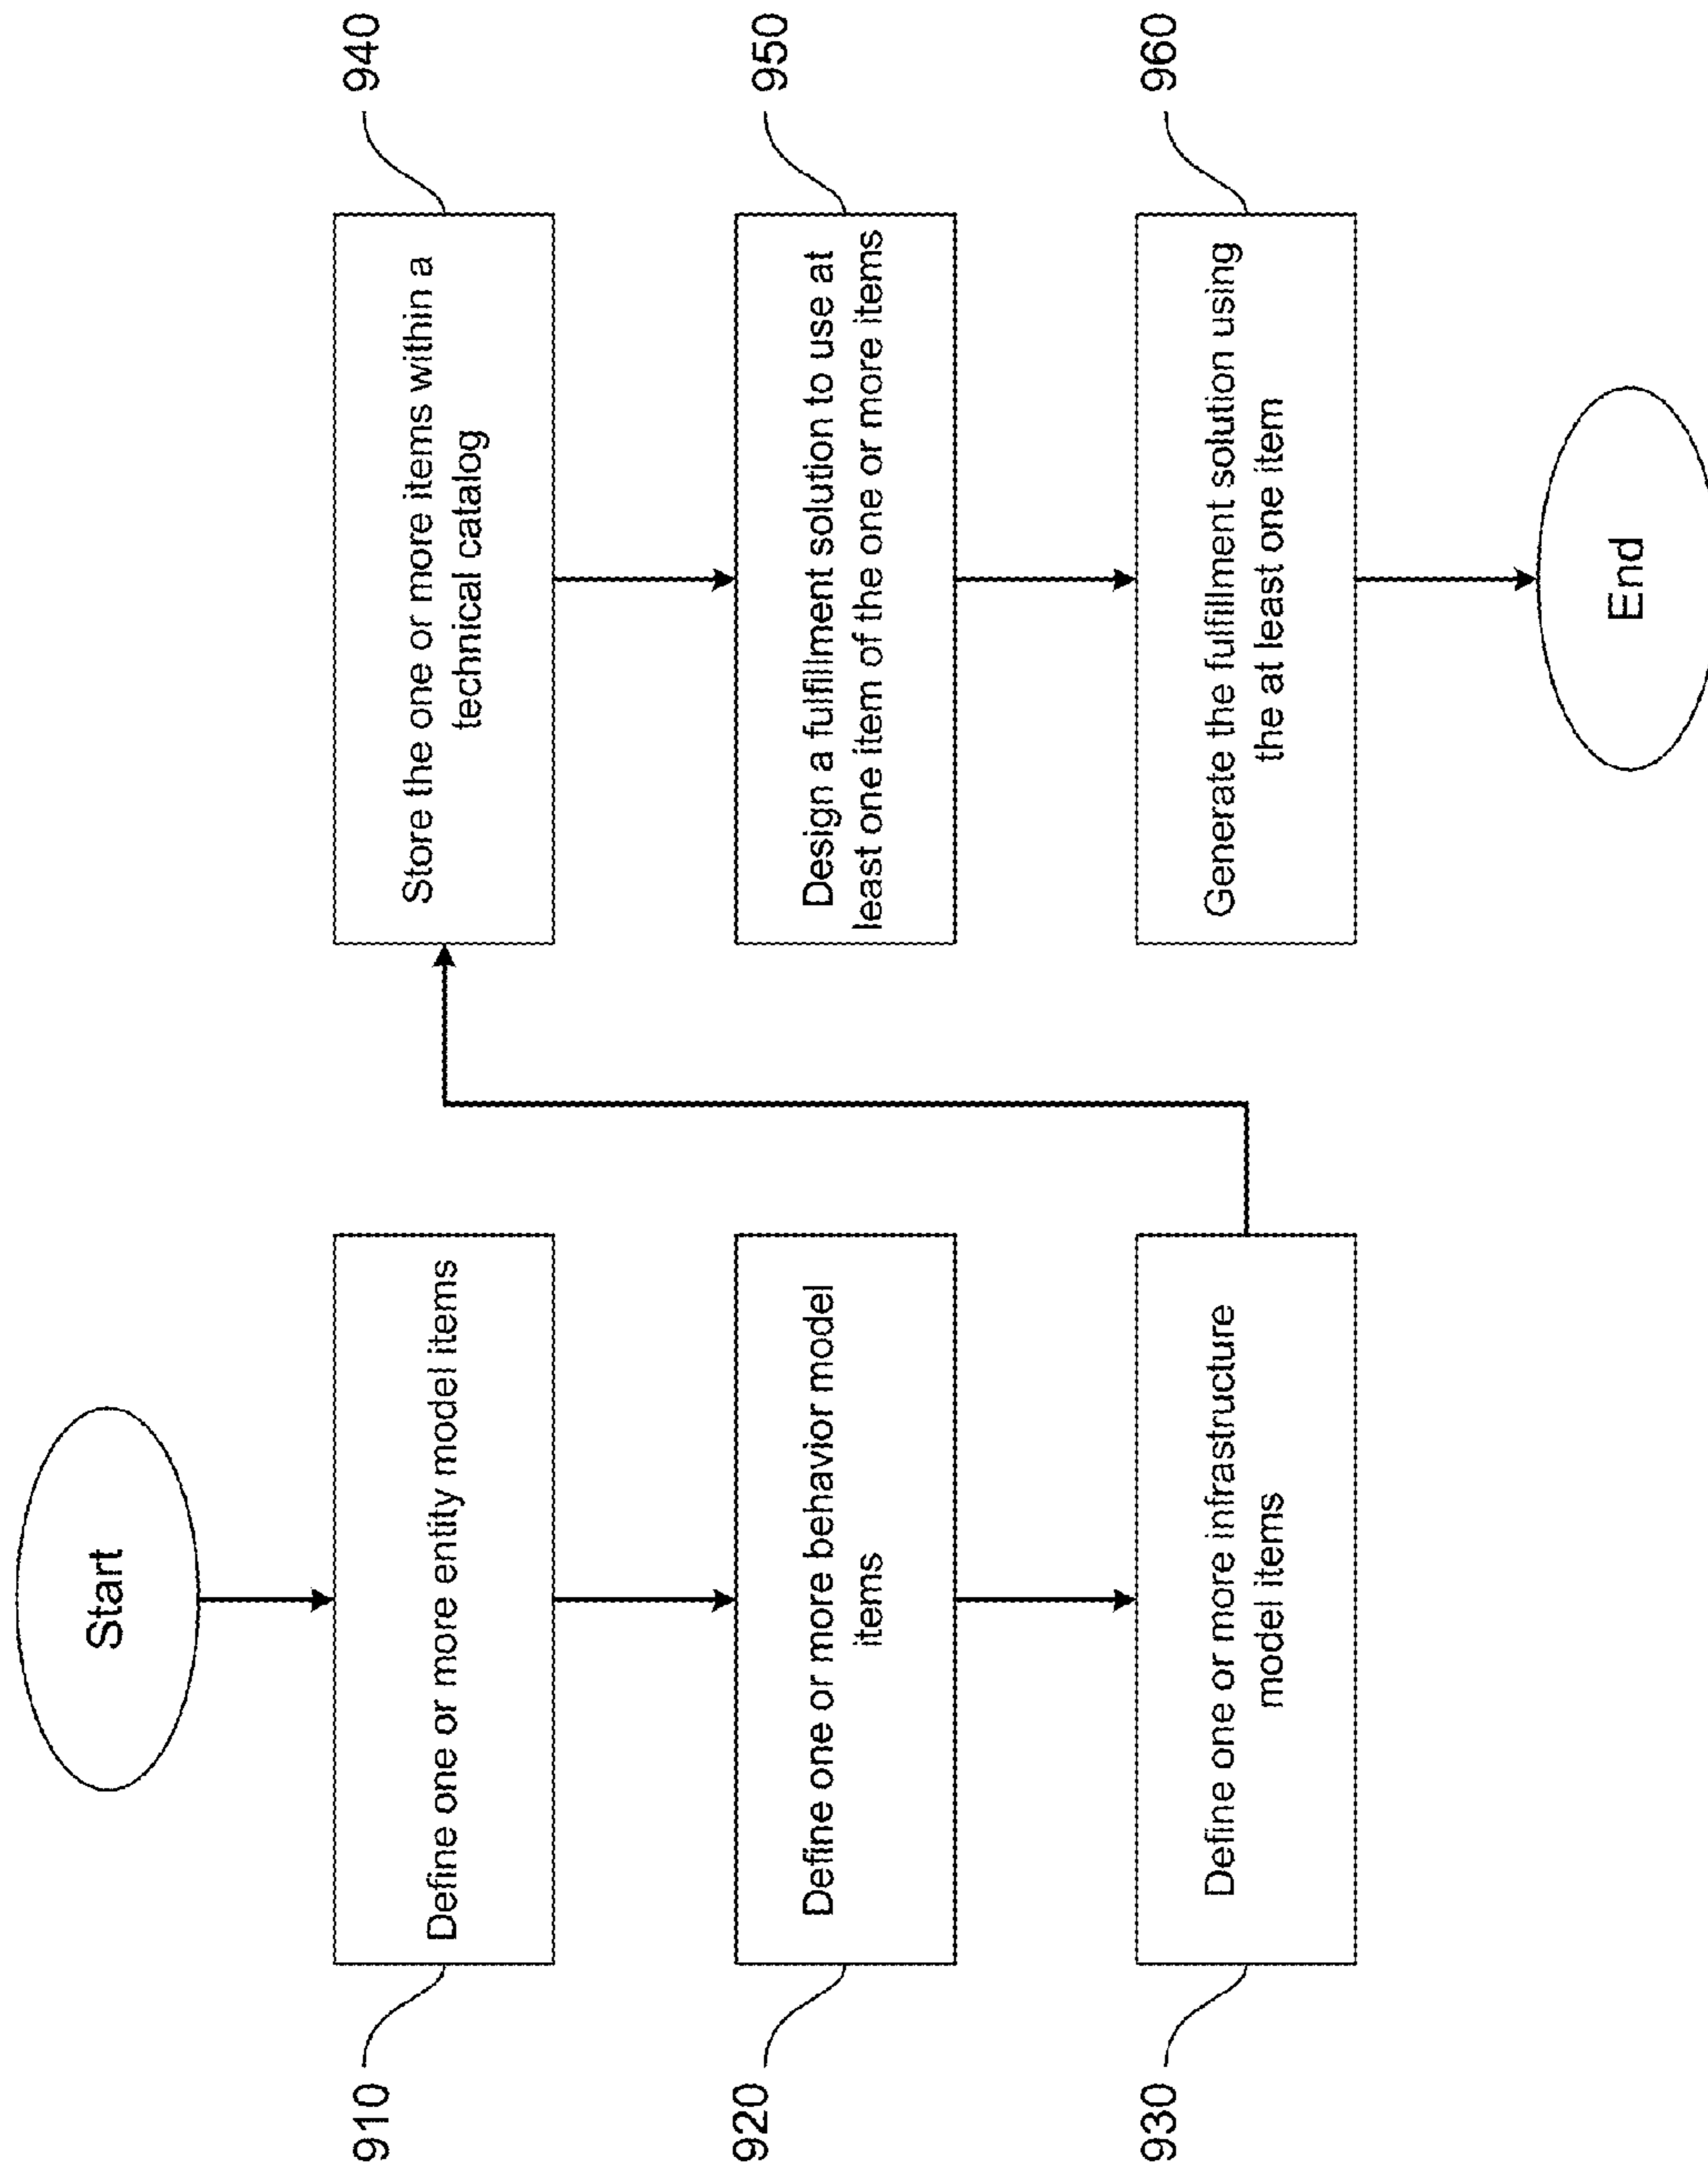 Start
910
Define one or more entity model items
920
Define one or more behavior model
items
930
Define one or more infrastructure
model items
940
Store the one or more items within a
technical catalog
950
Design a fulfillment solution to use at
least one item of the one or more items
960
Generate the fulfillment solution using
the at least one item
End